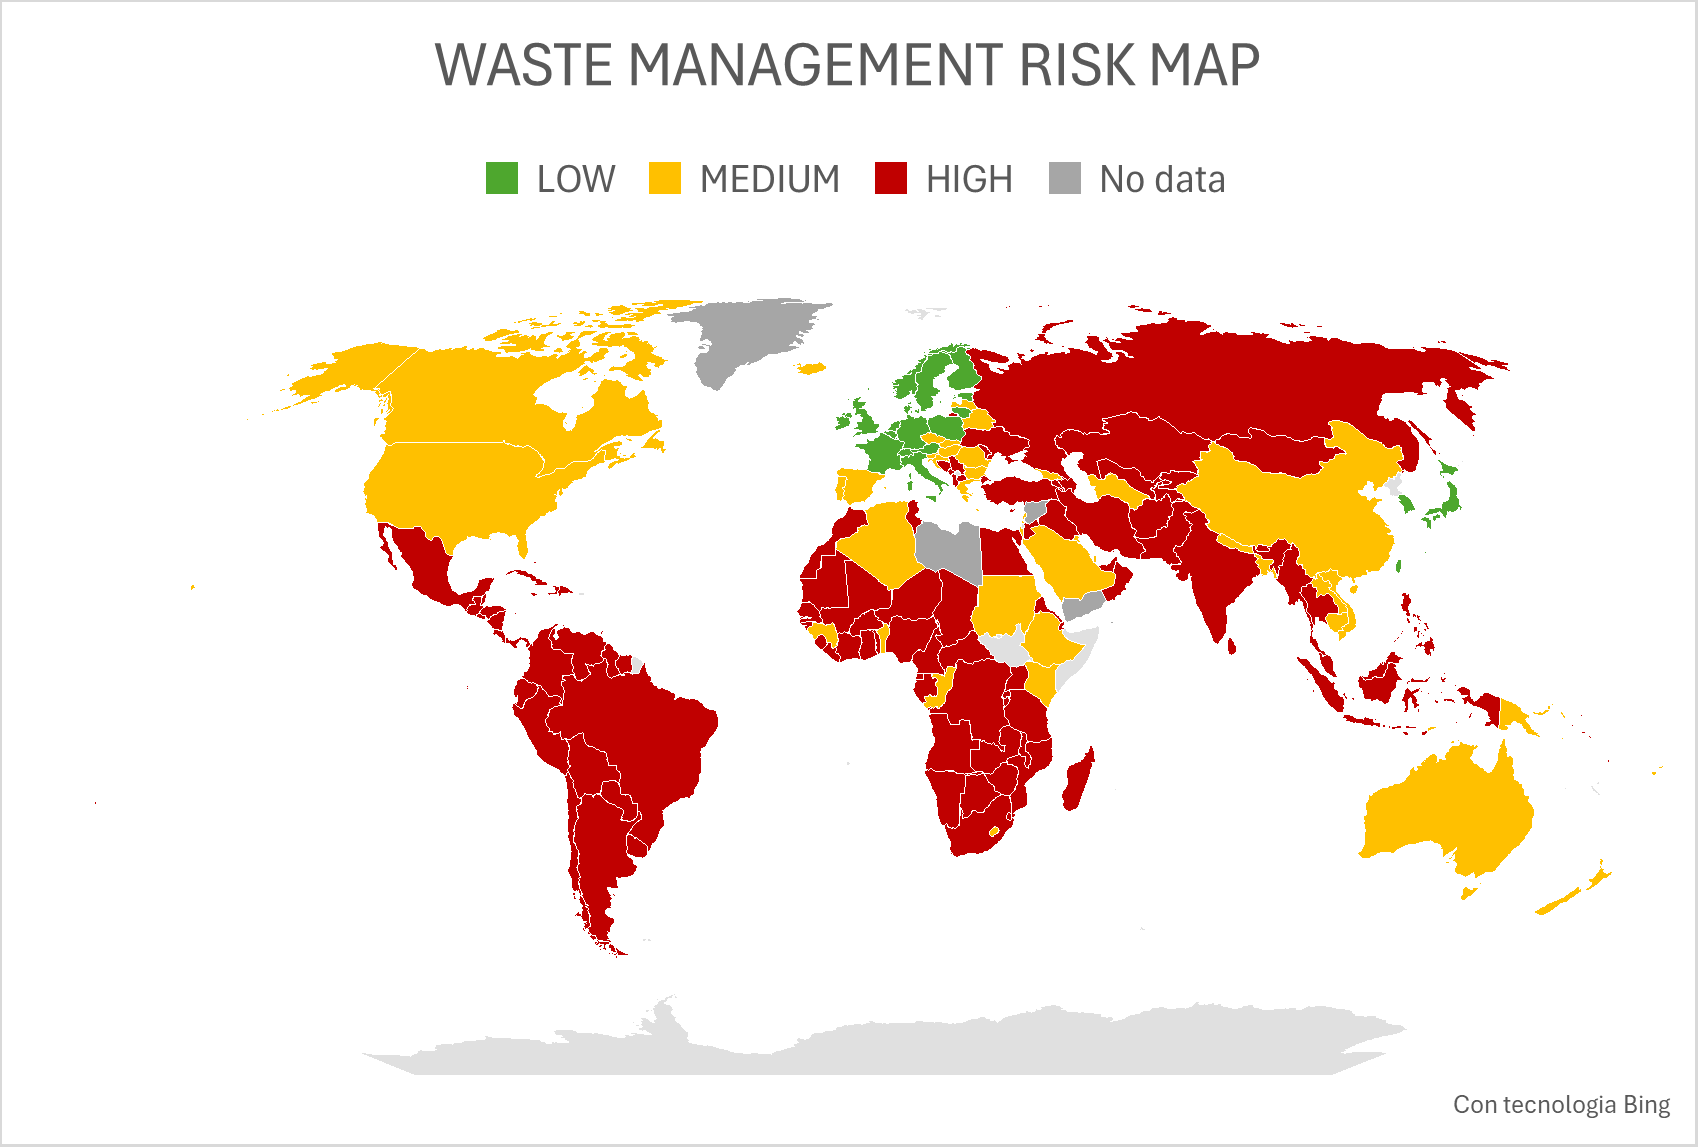 WASTE MANAGEMENT RISK MAP
LOW MEDIUM HIGH No data
Con tecnologia Bing